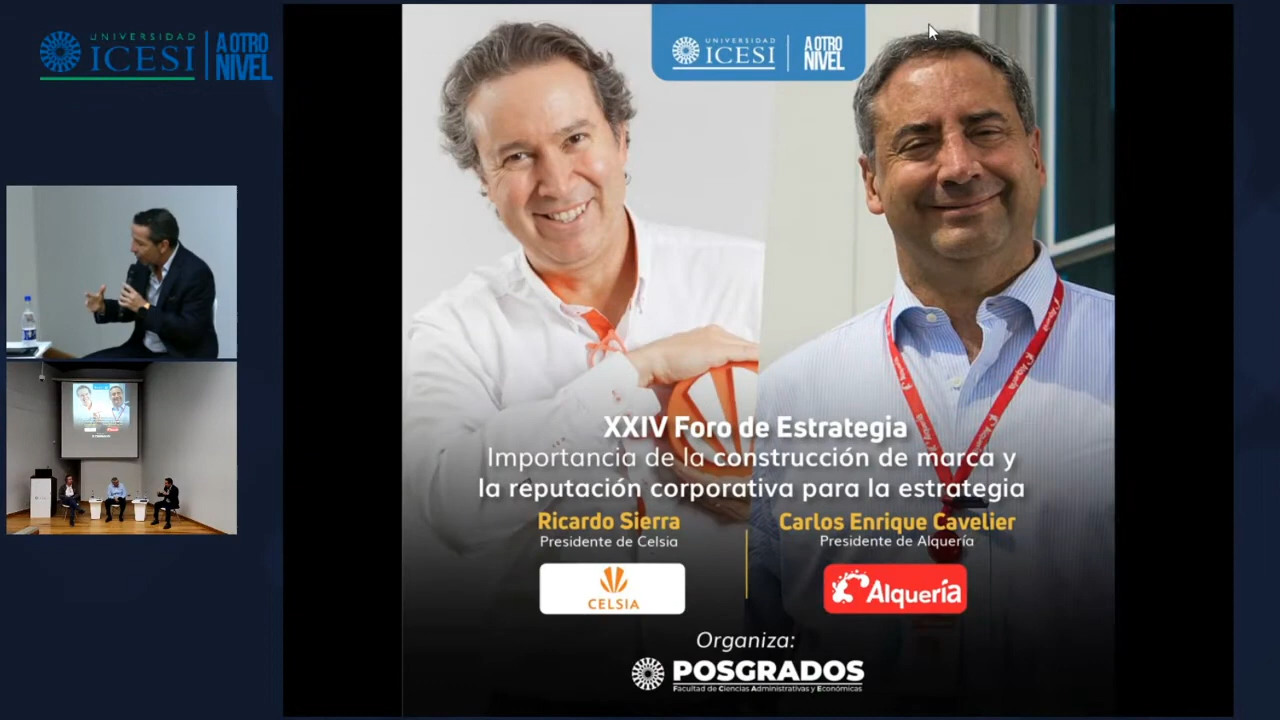 UNIVERSIDAD
ICESI
A OTRO
NIVEL
UNIVERSIDAD
ICESI
A OTRO
NIVEL
Alquería
Alquería
XXIV Foro de Estrategia
Importancia de la construcción de marca y
la reputación corporativa para la estrategia
Ricardo Sierra
Presidente de Celsia
Carlos Enrique Cavelier
Presidente de Alquería
CELSIA
Alquería
Organiza:
POSGRADOS
Facultad de Ciencias Administrativas y Económicas